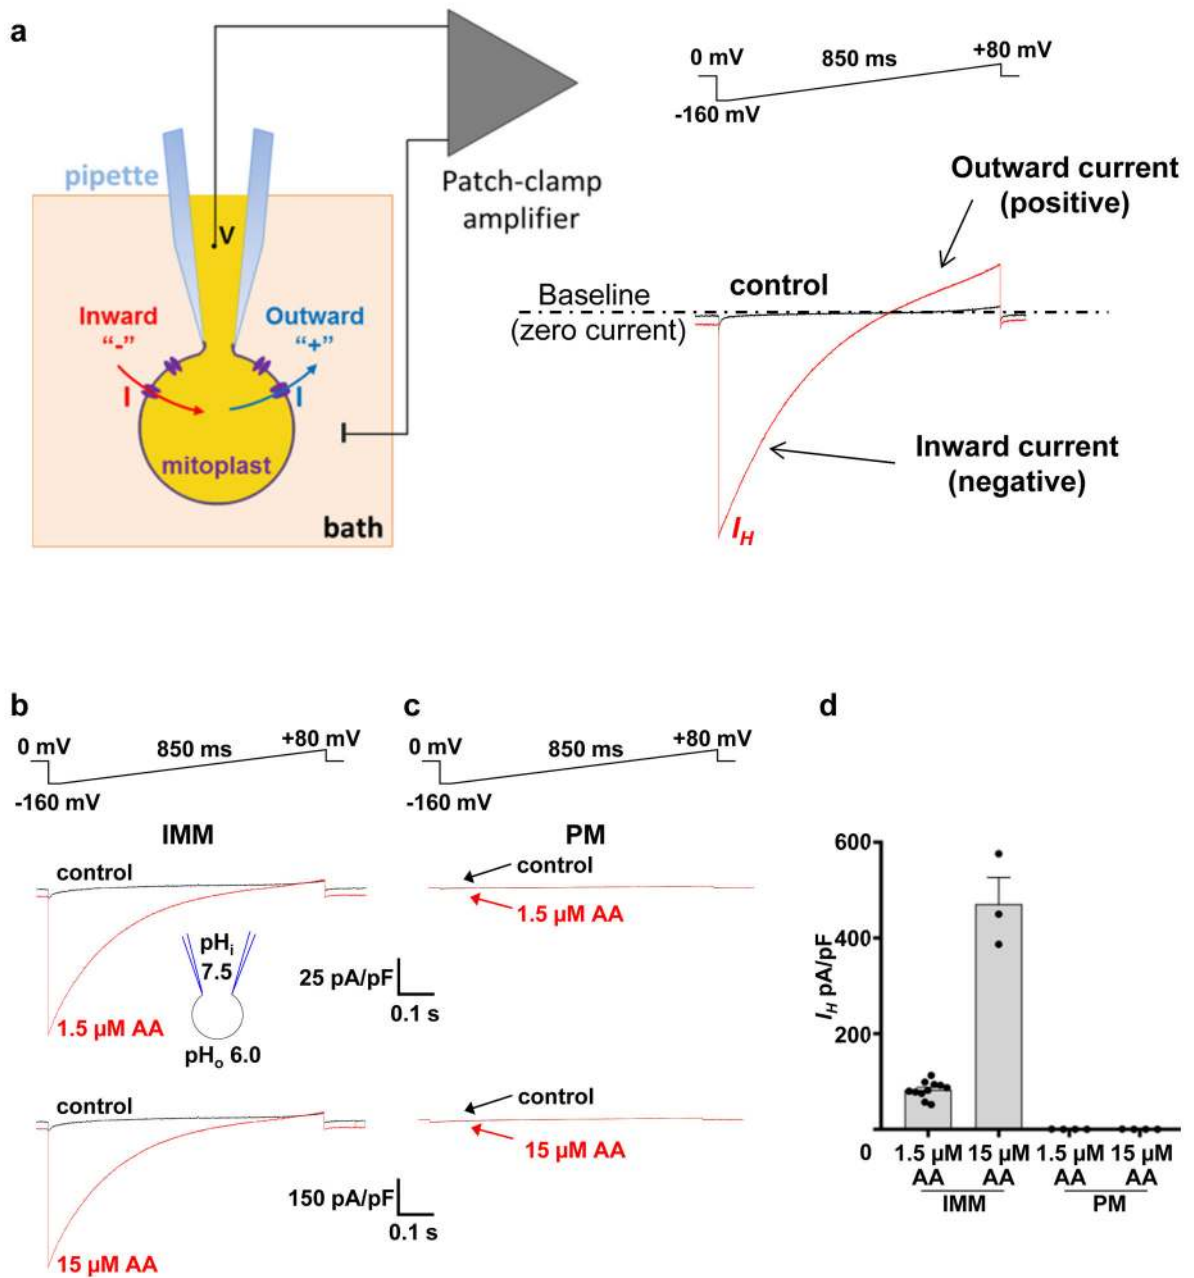 a
0 mV
850 ms
+80 mV
-160 mV
pipette
V
Patch-clamp
amplifier
Outward current
(positive)
Inward
"-"
Outward
"+"
I
I
mitoplast
bath
Baseline
(zero current)
control
Inward current
(negative)
I_H
b
0 mV
850 ms
+80 mV
-160 mV
IMM
control
pH_i
7.5
1.5 µM AA
pH_o 6.0
25 pA/pF
0.1 s
control
15 µM AA
150 pA/pF
0.1 s
c
0 mV
850 ms
+80 mV
-160 mV
PM
control
1.5 µM AA
control
15 µM AA
d
I_H pA/pF
600
400
200
0
1.5 µM
AA
15 µM
AA
1.5 µM
AA
15 µM
AA
IMM
PM